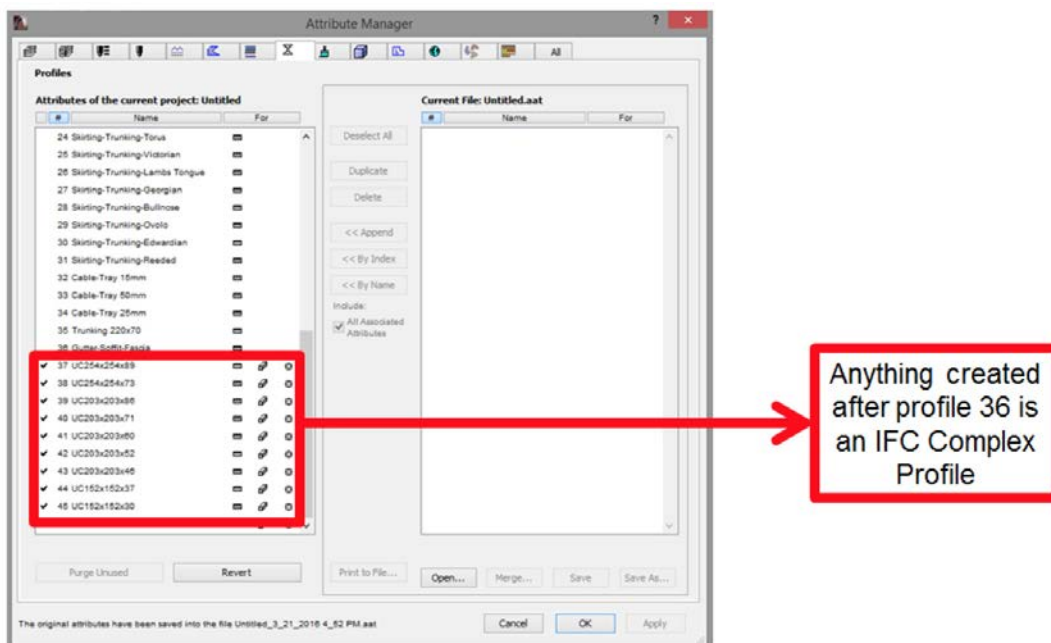 Attribute Manager
?
All
Profiles
Attributes of the current project: Untitled
# Name For
24 Skirting-Trunking-Torus
25 Skirting-Trunking-Victorian
26 Skirting-Trunking-Lambs Tongue
27 Skirting-Trunking-Georgian
28 Skirting-Trunking-Bullnose
29 Skirting-Trunking-Ovolo
30 Skirting-Trunking-Edwardian
31 Skirting-Trunking-Reeded
32 Cable-Tray 15mm
33 Cable-Tray 50mm
34 Cable-Tray 25mm
35 Trunking 220x70
36 Gutter-Soffit-Fascia
37 UC254x254x89
38 UC254x254x73
39 UC203x203x86
40 UC203x203x71
41 UC203x203x60
42 UC203x203x52
43 UC203x203x46
44 UC152x152x37
45 UC152x152x30
Purge Unused
Revert
Deselect All
Duplicate
Delete
<< Append
<< By Index
<< By Name
Include:
All Associated
Attributes
Print to File...
Current File: Untitled.aat
# Name For
Open...
Merge...
Save
Save As...
The original attributes have been saved into the file Untitled_3_21_2016 4_52 PM.aat
Cancel
OK
Apply
Anything created
after profile 36 is
an IFC Complex
Profile